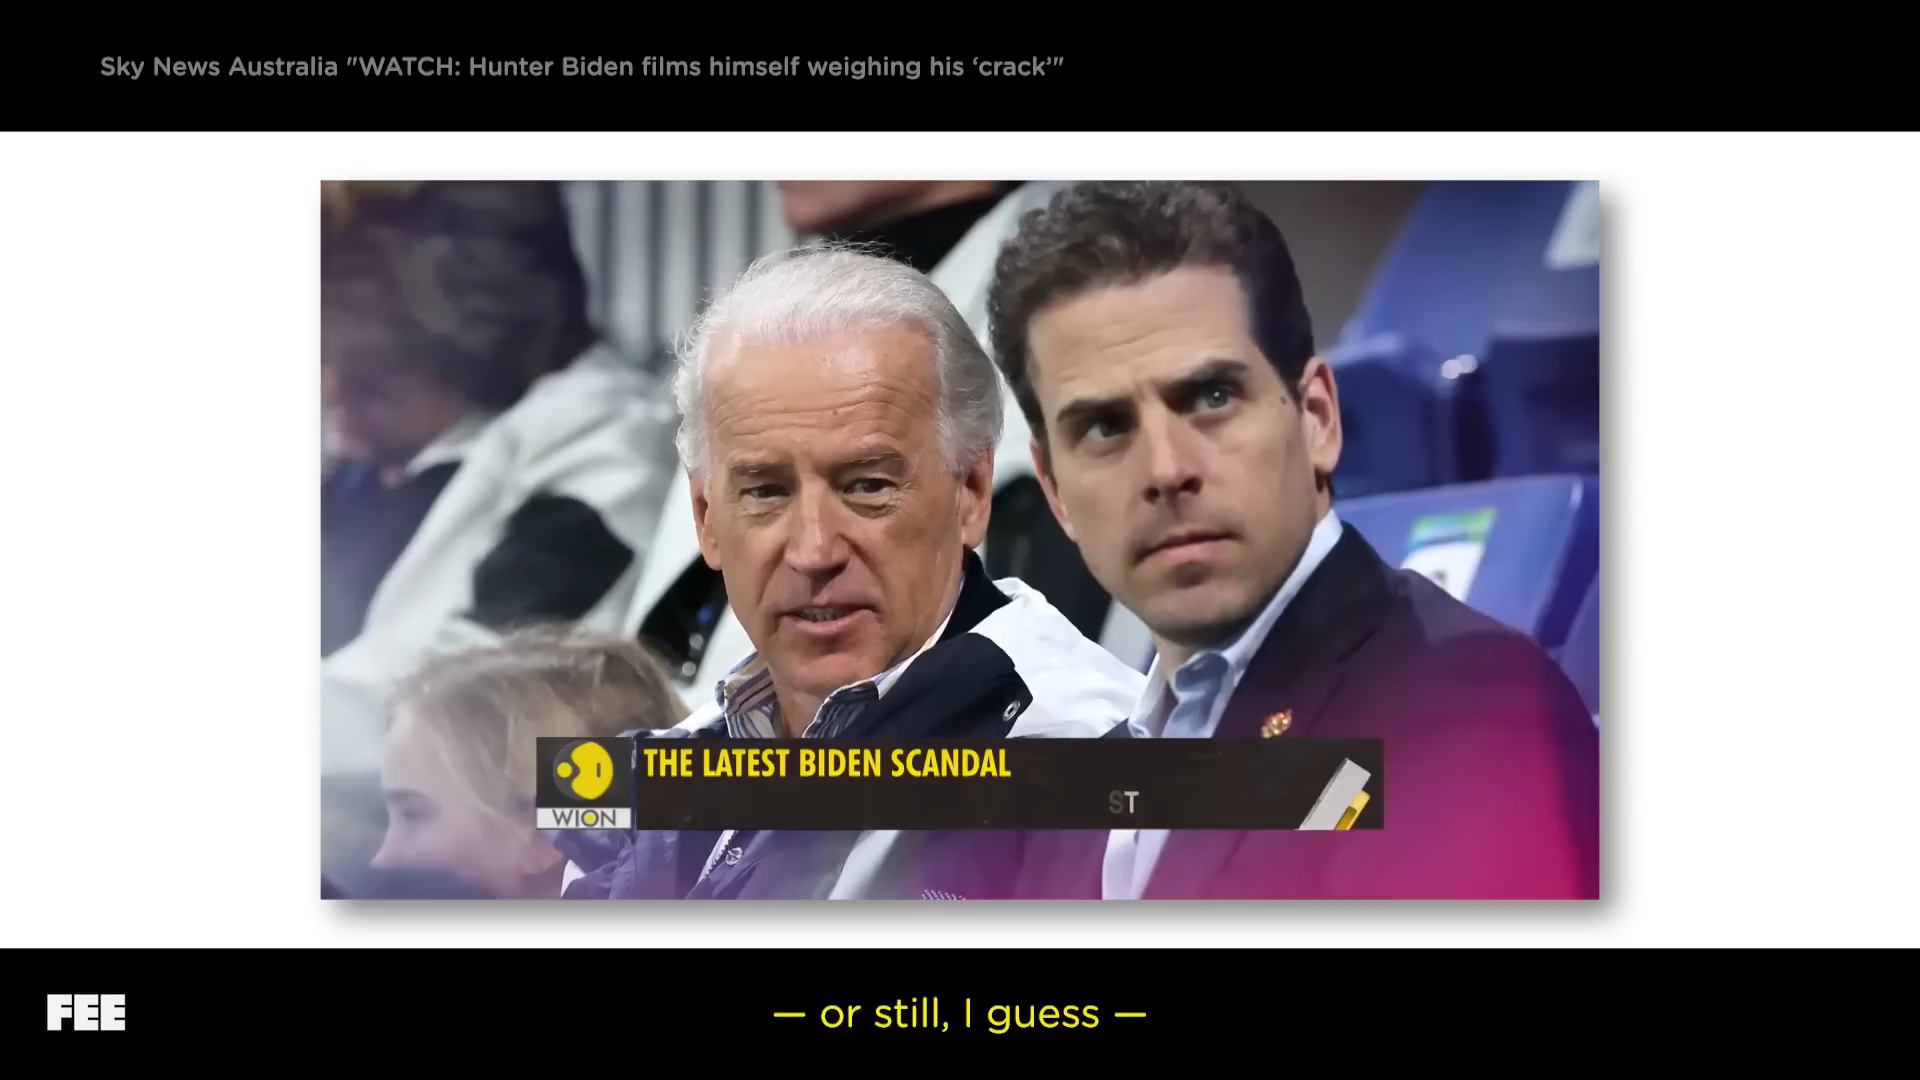 Sky News Australia "WATCH: Hunter Biden films himself weighing his ‘crack’"
THE LATEST BIDEN SCANDAL
ST
WION
FEE
— or still, I guess —